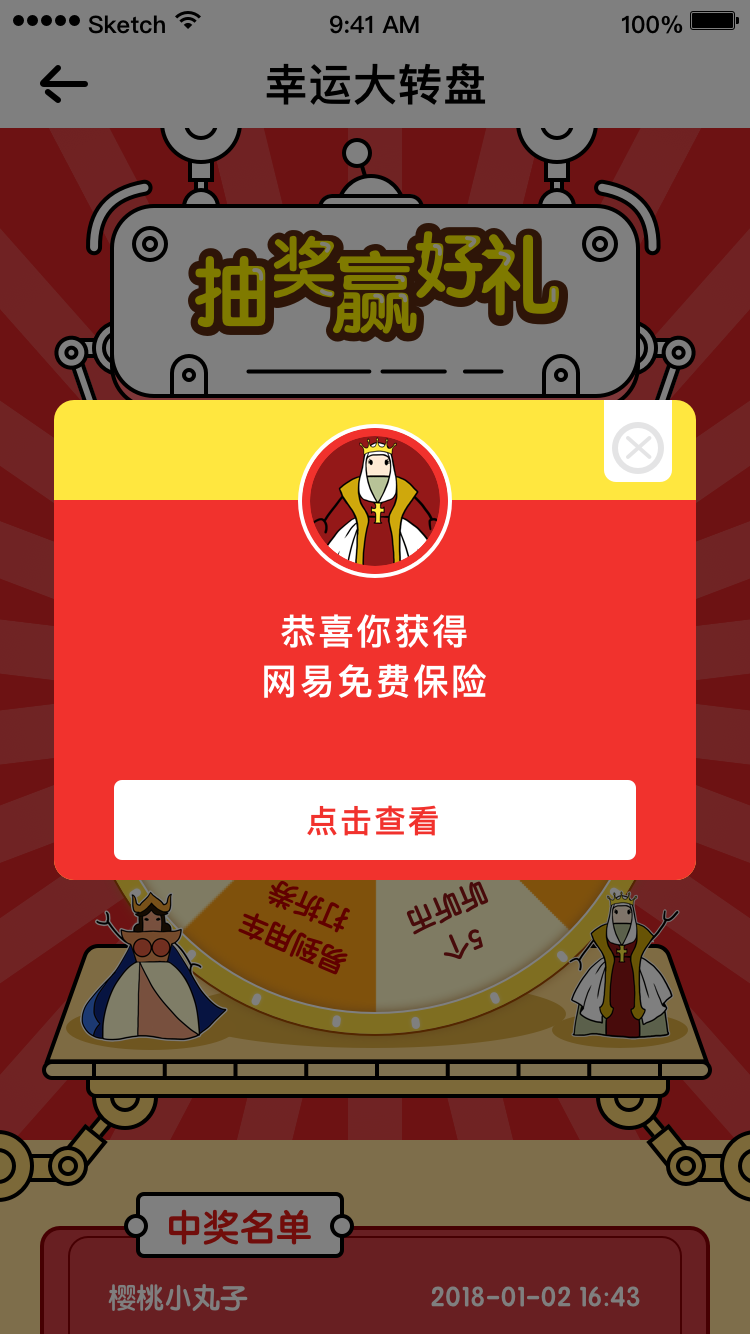 Sketch 9:41 AM 100%
幸运大转盘
抽奖赢好礼
恭喜你获得
网易免费保险
点击查看
易到用车
打折券
5个
听听币
中奖名单
樱桃小丸子 2018-01-02 16:43